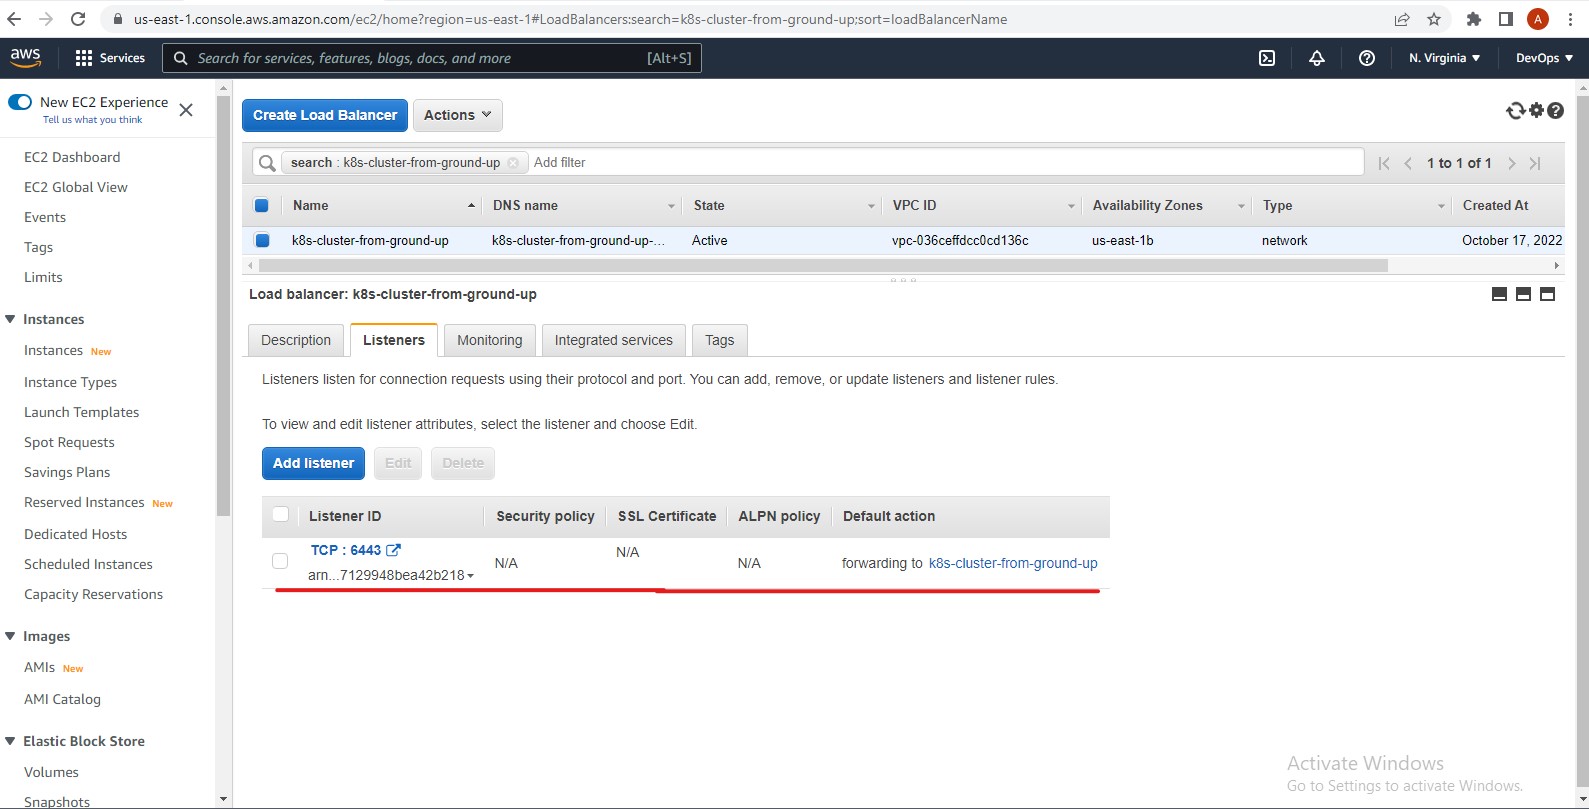 us-east-1.console.aws.amazon.com/ec2/home?region=us-east-1#LoadBalancers:search=k8s-cluster-from-ground-up;sort=loadBalancerName
A
aws
Services
Search for services, features, blogs, docs, and more
[Alt+S]
N. Virginia
DevOps
New EC2 Experience
Tell us what you think
EC2 Dashboard
EC2 Global View
Events
Tags
Limits
Instances
Instances New
Instance Types
Launch Templates
Spot Requests
Savings Plans
Reserved Instances New
Dedicated Hosts
Scheduled Instances
Capacity Reservations
Images
AMIs New
AMI Catalog
Elastic Block Store
Volumes
Snapshots
Create Load Balancer
Actions
search : k8s-cluster-from-ground-up
Add filter
1 to 1 of 1
Name DNS name State VPC ID Availability Zones Type Created At
k8s-cluster-from-ground-up k8s-cluster-from-ground-up-... Active vpc-036ceffdcc0cd136c us-east-1b network October 17, 2022
Load balancer: k8s-cluster-from-ground-up
Description Listeners Monitoring Integrated services Tags
Listeners listen for connection requests using their protocol and port. You can add, remove, or update listeners and listener rules.
To view and edit listener attributes, select the listener and choose Edit.
Add listener Edit Delete
Listener ID Security policy SSL Certificate ALPN policy Default action
TCP : 6443
arn...7129948bea42b218
N/A N/A N/A forwarding to k8s-cluster-from-ground-up
Activate Windows
Go to Settings to activate Windows.